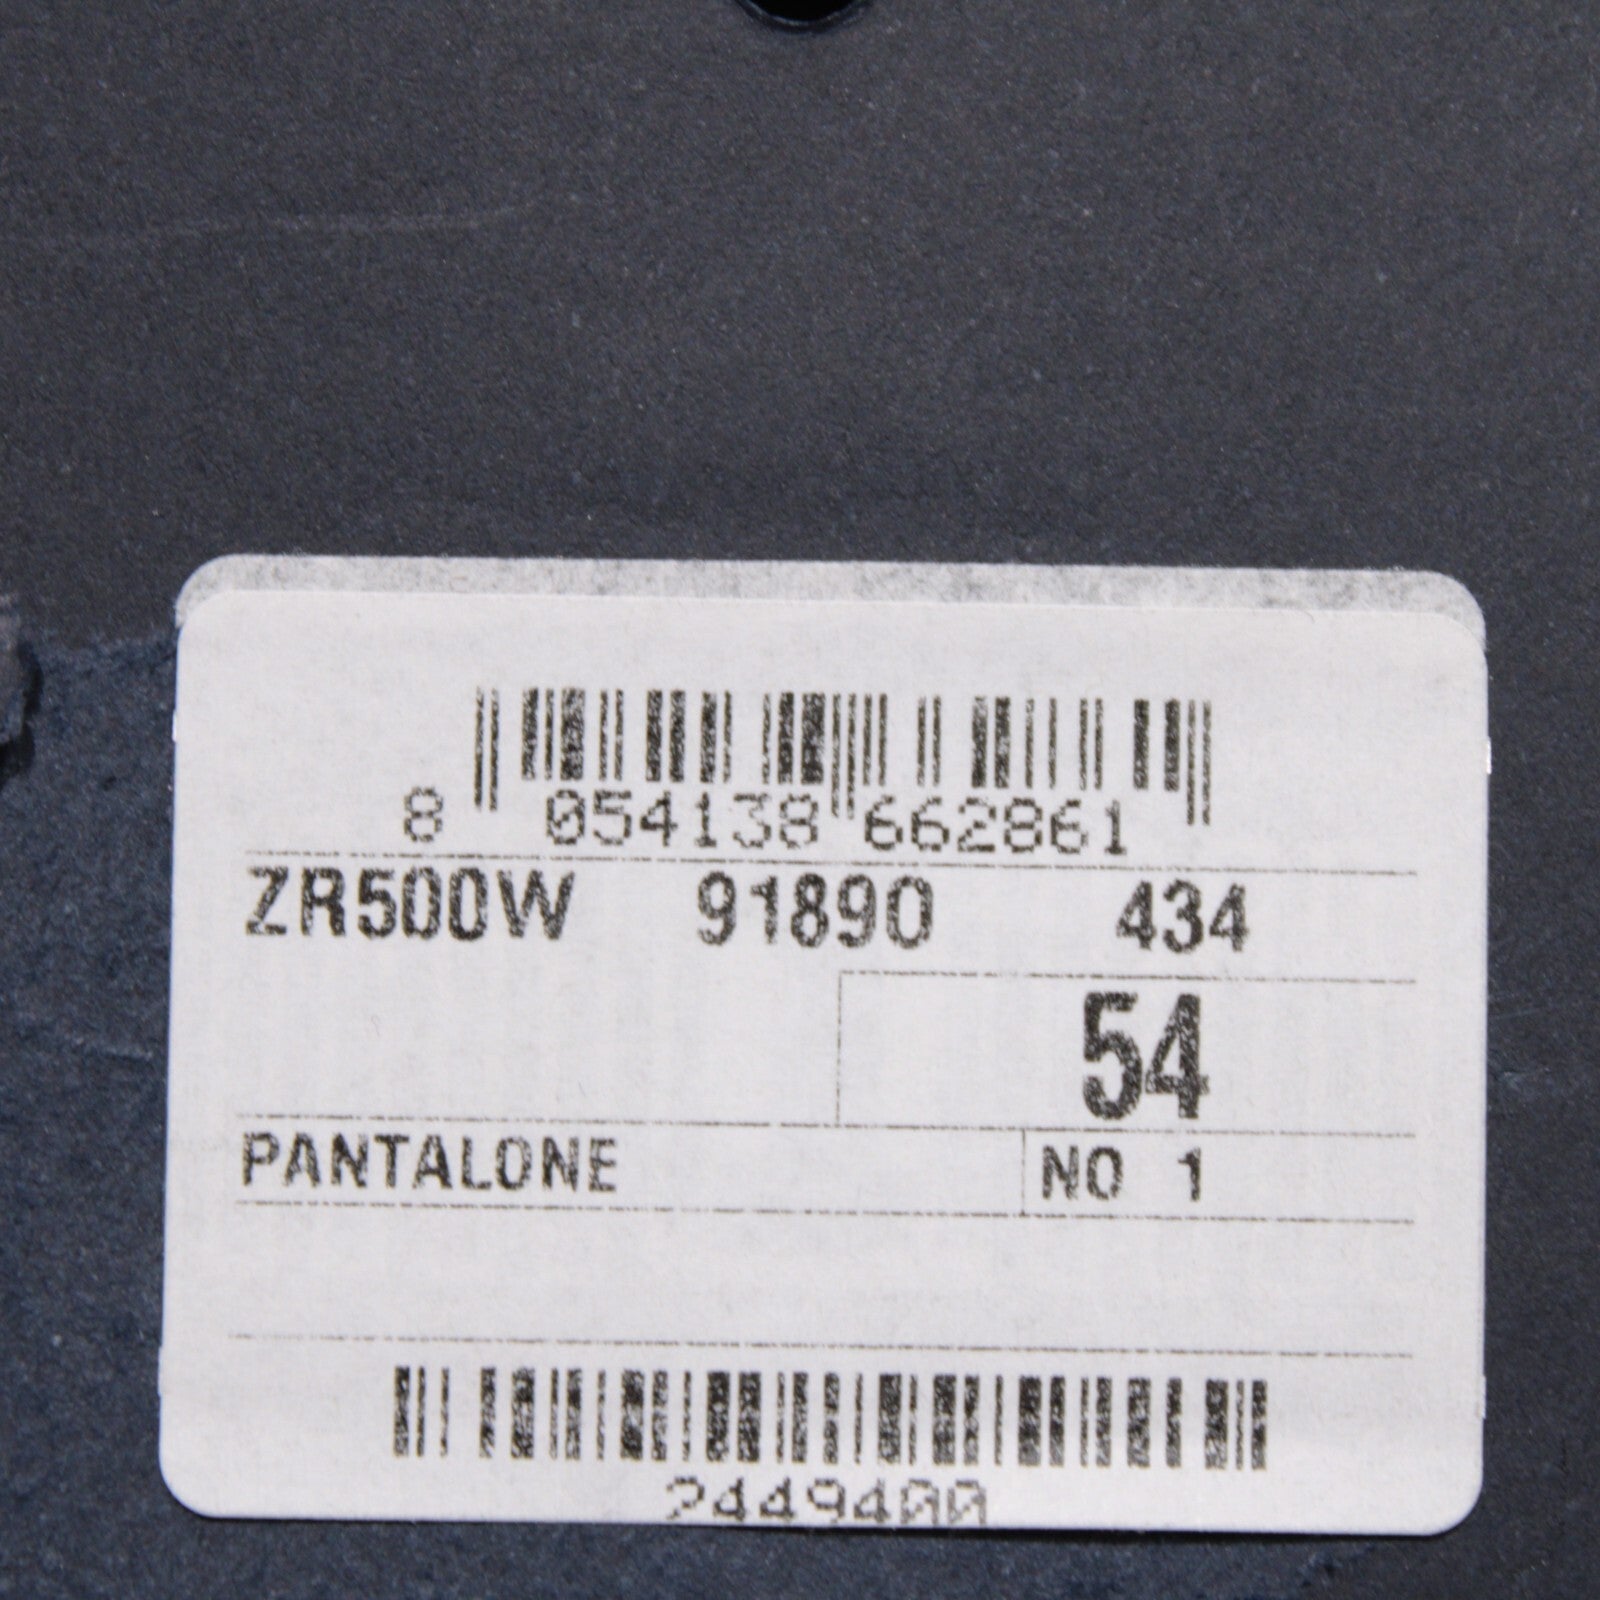 8 054138 662861
ZR500W 91890 434
54
PANTALONE NO 1
2449400